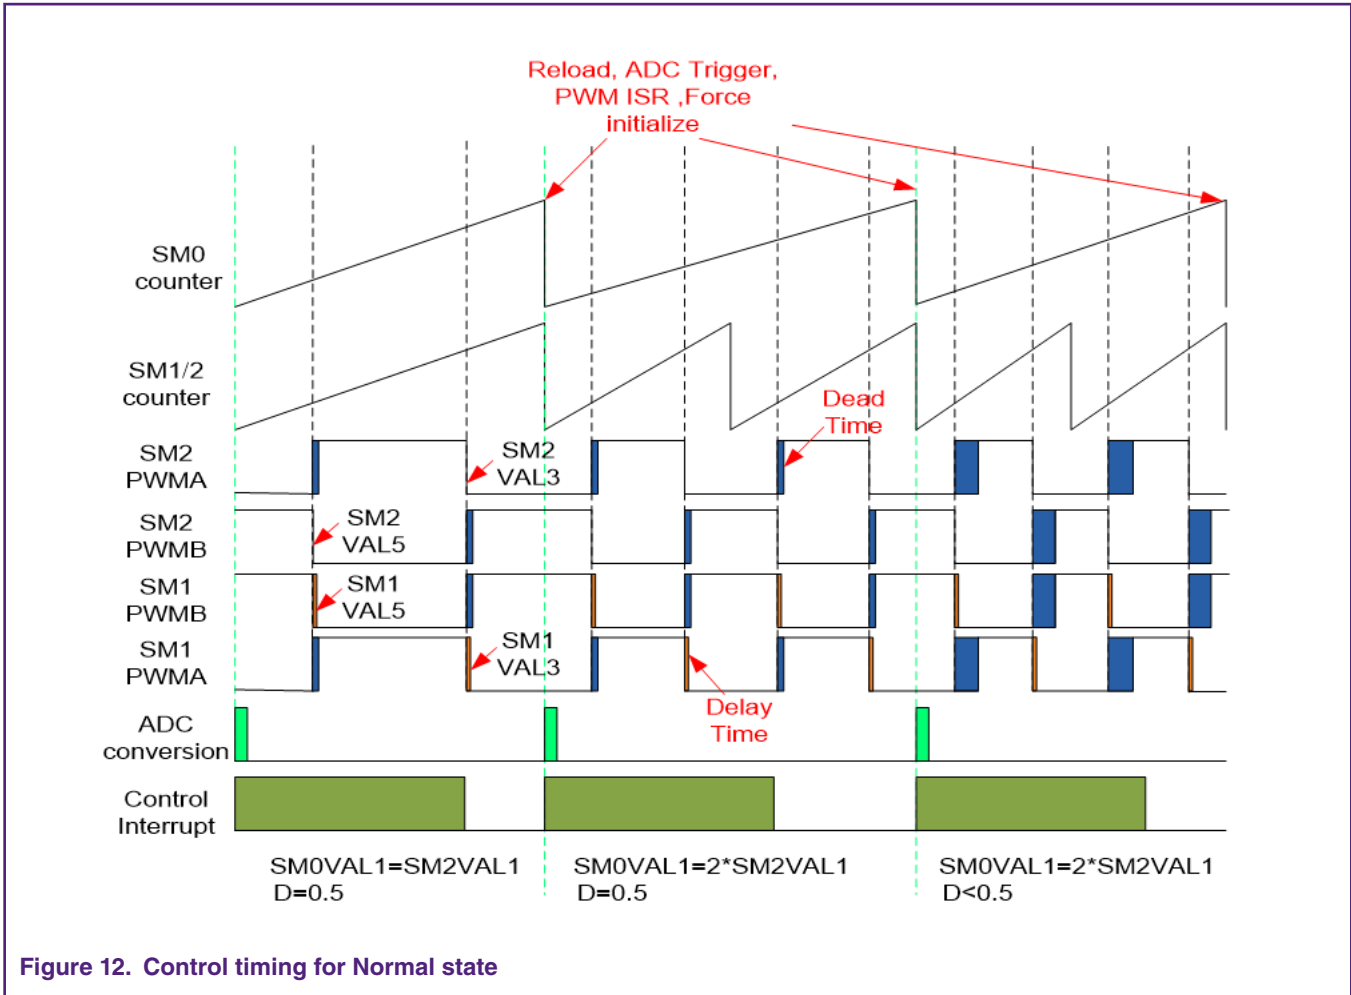 Reload, ADC Trigger,
PWM ISR ,Force
initialize
SM0
counter
SM1/2
counter
Dead
Time
SM2
PWMA
SM2
VAL3
SM2
PWMB
SM2
VAL5
SM1
PWMB
SM1
VAL5
SM1
PWMA
SM1
VAL3
Delay
Time
ADC
conversion
Control
Interrupt
SM0VAL1=SM2VAL1
D=0.5
SM0VAL1=2*SM2VAL1
D=0.5
SM0VAL1=2*SM2VAL1
D<0.5
Figure 12. Control timing for Normal state